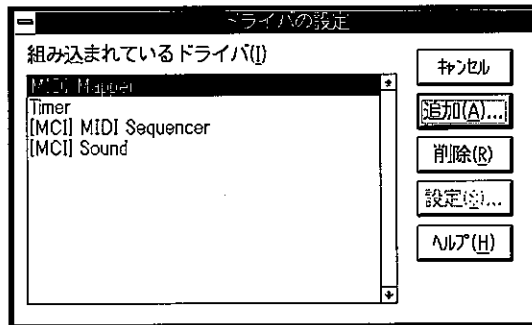 ドライバの設定
組み込まれているドライバ(I)
MIDI Mapper
Timer
[MCI] MIDI Sequencer
[MCI] Sound
ｷｬﾝｾﾙ
追加(A)...
削除(R)
設定(S)...
ﾍﾙﾌﾟ(H)